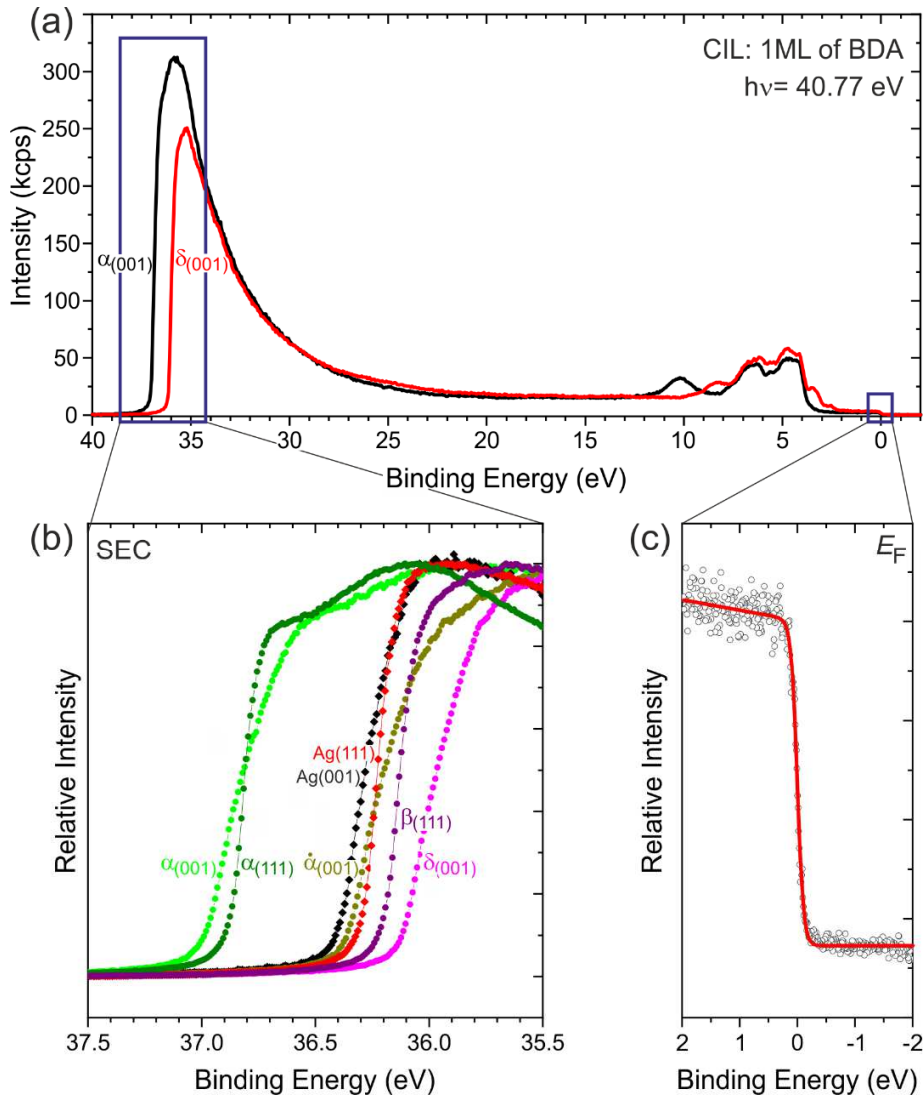 (a)
CIL: 1ML of BDA
hν= 40.77 eV
Intensity (kcps)
300
250
200
150
100
50
0
α(001)
δ(001)
40 35 30 25 20 15 10 5 0
Binding Energy (eV)
(b)
SEC
Relative Intensity
Ag(111)
Ag(001)
β(111)
α(001)
α(111)
α̇(001)
δ(001)
37.5 37.0 36.5 36.0 35.5
Binding Energy (eV)
(c)
EF
Relative Intensity
2 1 0 -1 -2
Binding Energy (eV)